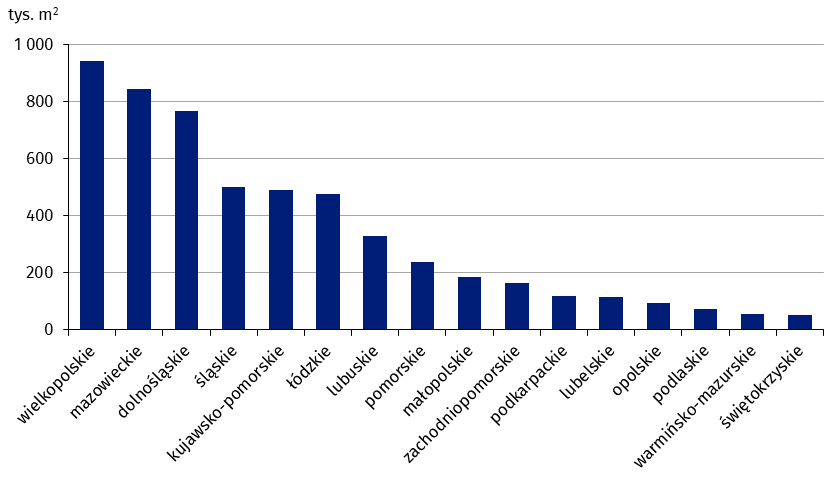 tys. m²
1 000
800
600
400
200
0
wielkopolskie
mazowieckie
dolnośląskie
śląskie
kujawsko-pomorskie
łódzkie
lubuskie
pomorskie
małopolskie
zachodniopomorskie
podkarpackie
lubelskie
opolskie
podlaskie
warmińsko-mazurskie
świętokrzyskie